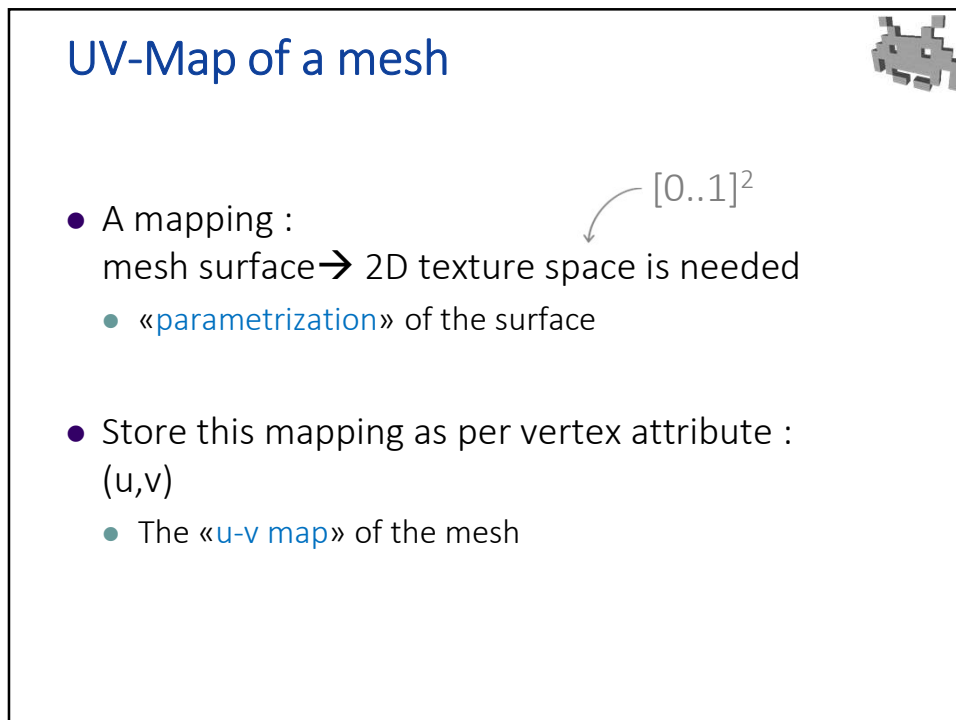 UV-Map of a mesh
[0..1]²
● A mapping :
mesh surface→ 2D texture space is needed
● «parametrization» of the surface
● Store this mapping as per vertex attribute :
(u,v)
● The «u-v map» of the mesh